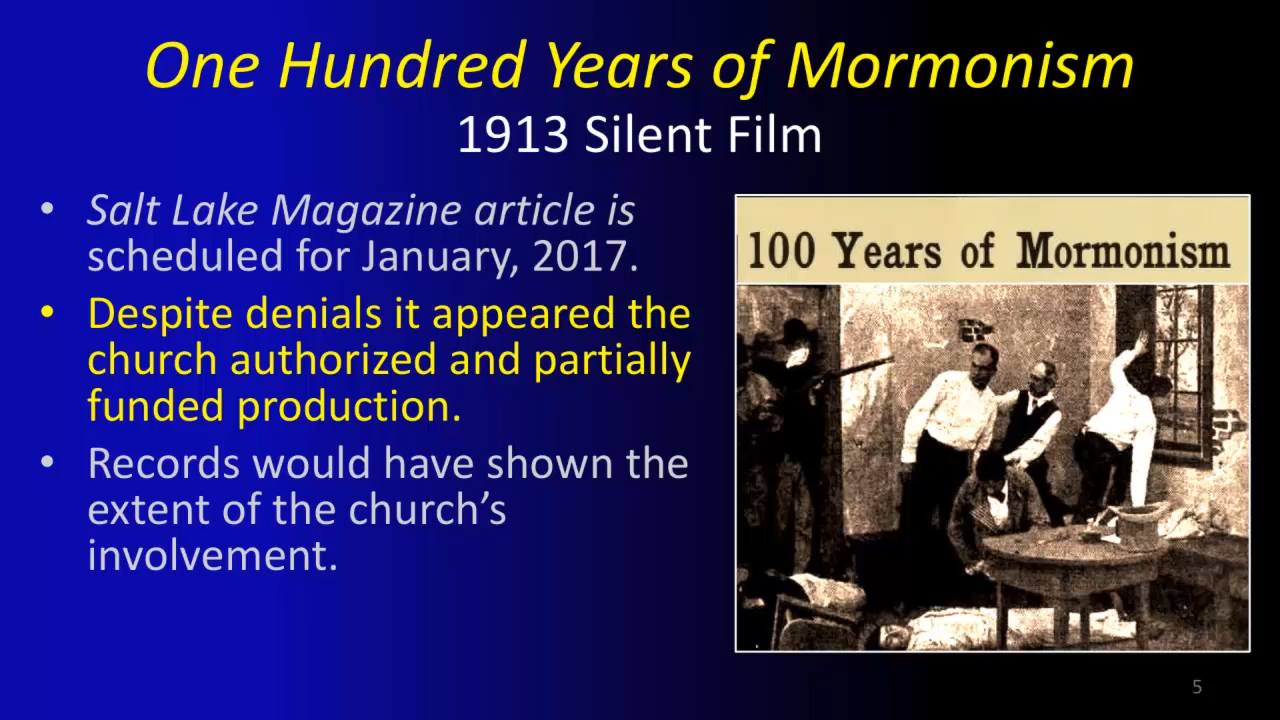 One Hundred Years of Mormonism
1913 Silent Film
• Salt Lake Magazine article is
scheduled for January, 2017.
• Despite denials it appeared the
church authorized and partially
funded production.
• Records would have shown the
extent of the church’s
involvement.
100 Years of Mormonism
5